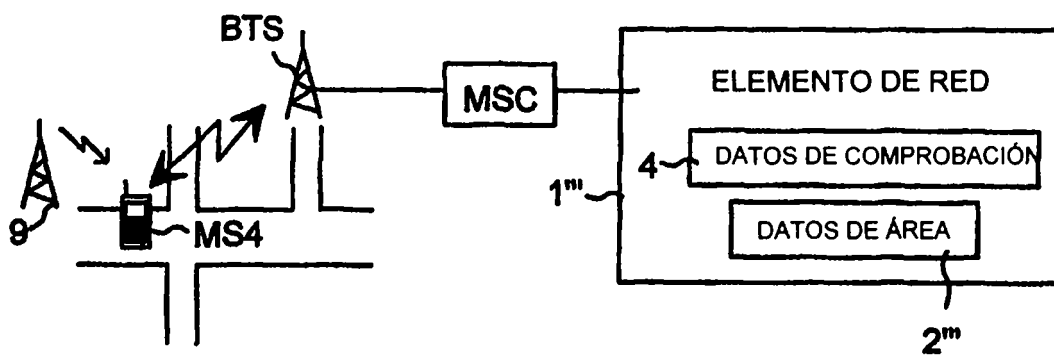 BTS
MSC
ELEMENTO DE RED
4 DATOS DE COMPROBACIÓN
1'''
DATOS DE ÁREA
9
MS4
2'''